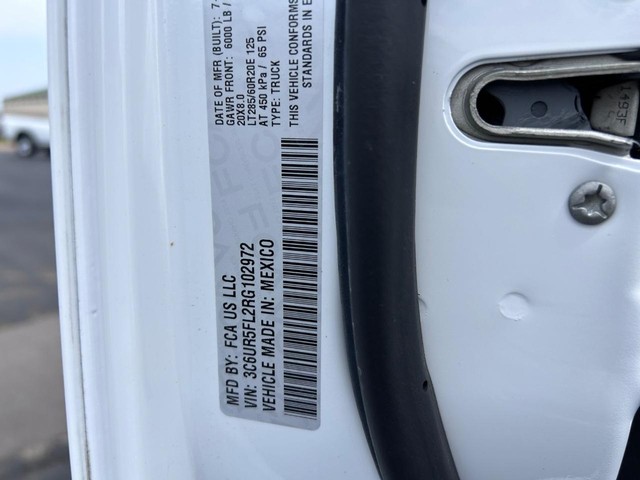 MFD BY: FCA US LLC
DATE OF MFR (BUILT): 7-
GAWR FRONT: 6000 LB /
20X8.0
LT285/60R20E 125
AT 450 kPa / 65 PSI
TYPE: TRUCK
VIN: 3C6UR5FL2RG102972
THIS VEHICLE CONFORMS
STANDARDS IN E
VEHICLE MADE IN: MEXICO
1493F